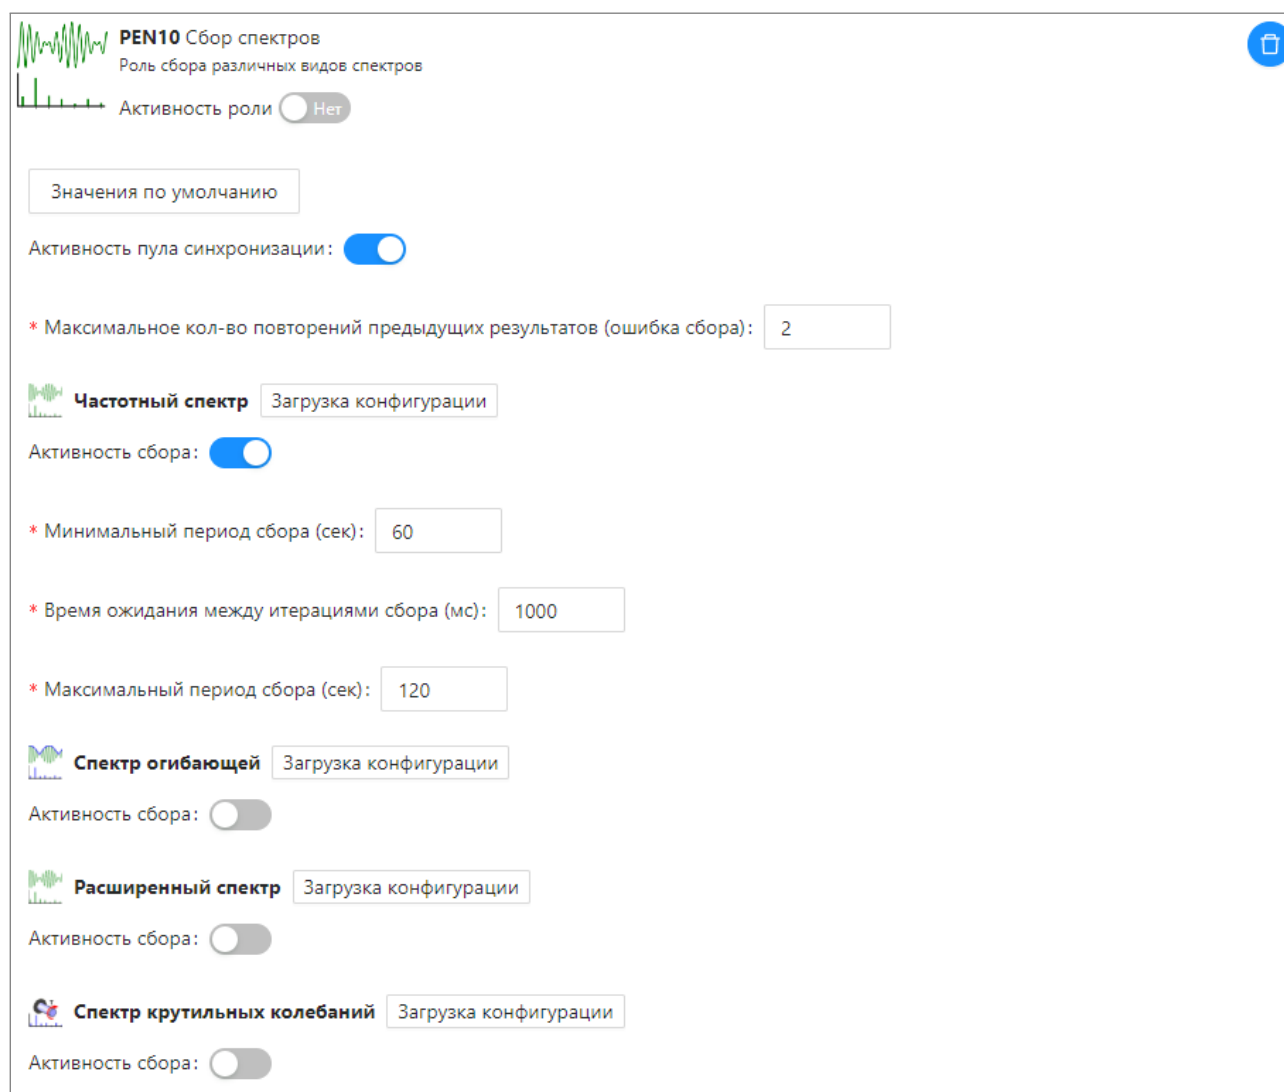 PEN10 Сбор спектров
Роль сбора различных видов спектров
Активность роли Нет
Значения по умолчанию
Активность пула синхронизации:
* Максимальное кол-во повторений предыдущих результатов (ошибка сбора): 2
Частотный спектр Загрузка конфигурации
Активность сбора:
* Минимальный период сбора (сек): 60
* Время ожидания между итерациями сбора (мс): 1000
* Максимальный период сбора (сек): 120
Спектр огибающей Загрузка конфигурации
Активность сбора:
Расширенный спектр Загрузка конфигурации
Активность сбора:
Спектр крутильных колебаний Загрузка конфигурации
Активность сбора: